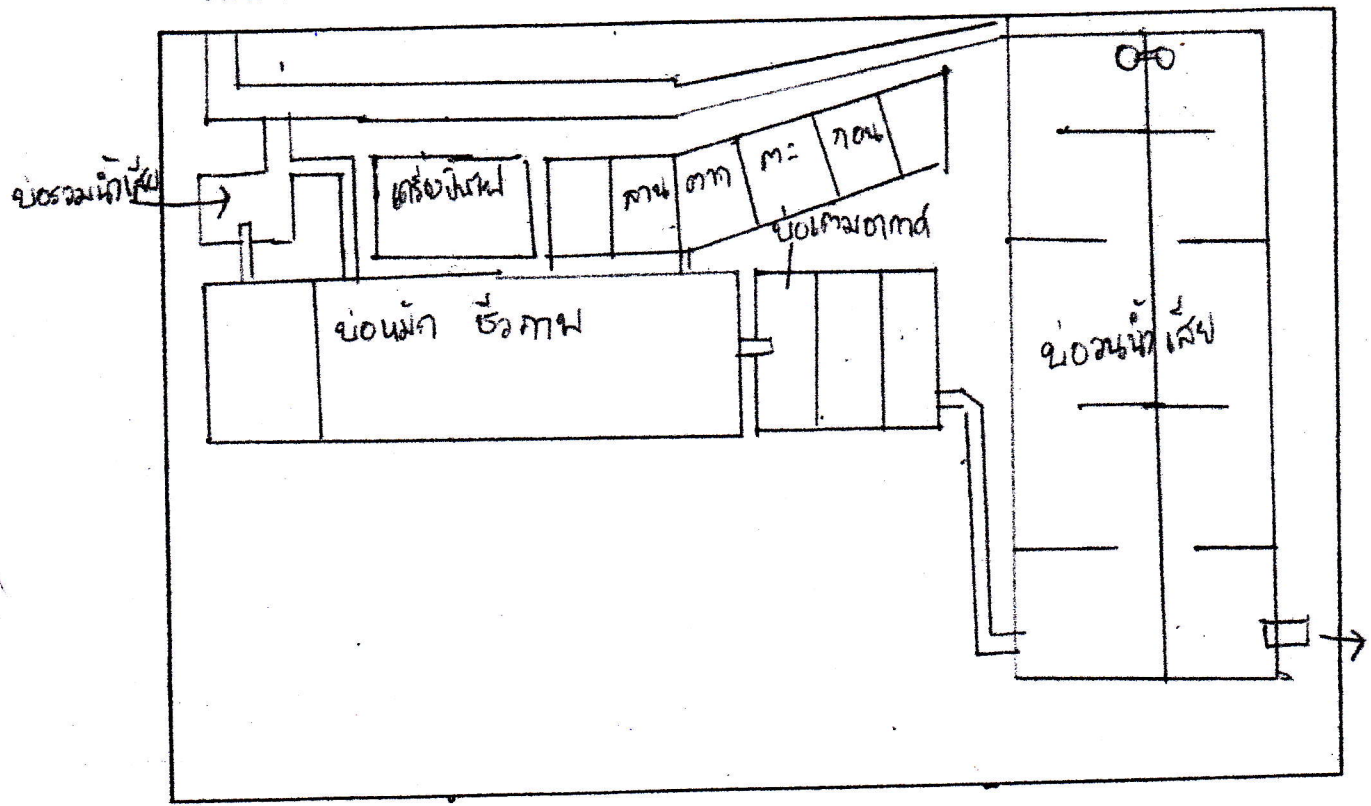 บ่อรวมน้ำเสีย
เครื่องปั่นไฟ
ลาน ตาก ตะ กอน
บ่อเติมอากาศ
บ่อหมัก ชีวภาพ
บ่อวนน้ำเสีย